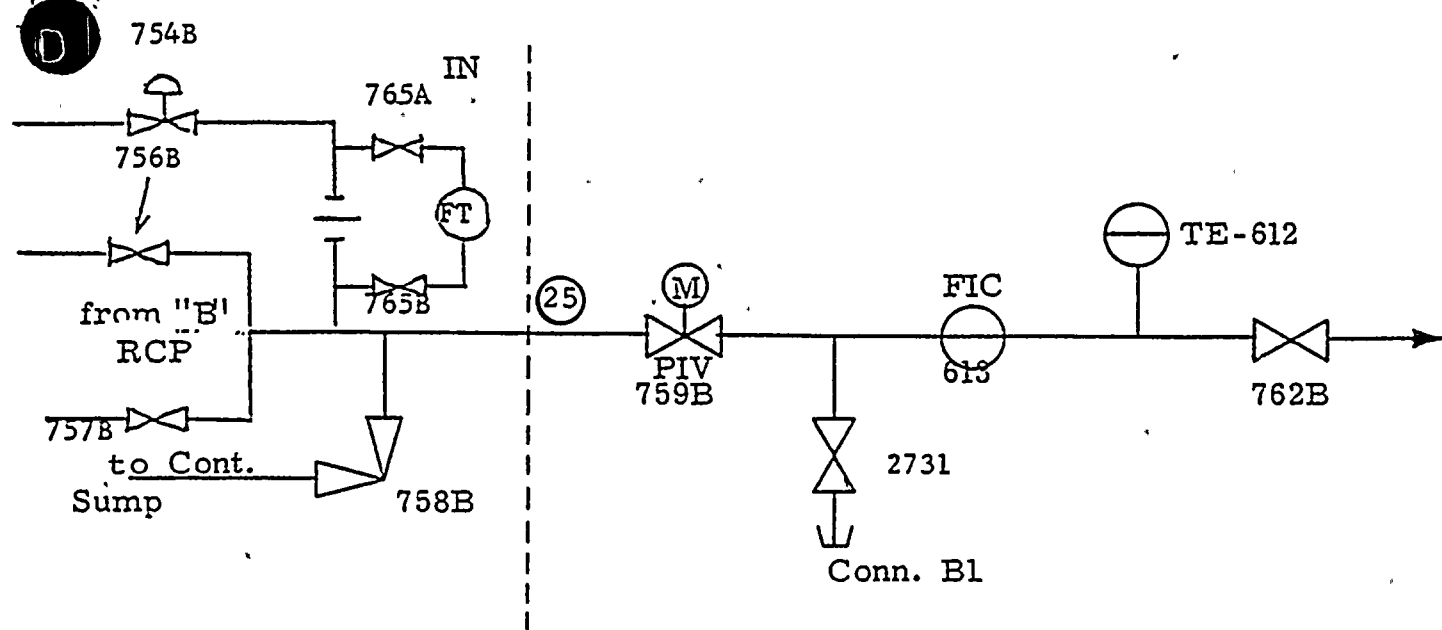 D
754B
IN
765A
756B
FT
TE-612
from "B"
RCP
765B
25
M
FIC
PIV
759B
613
762B
757B
to Cont.
Sump
758B
2731
Conn. B1